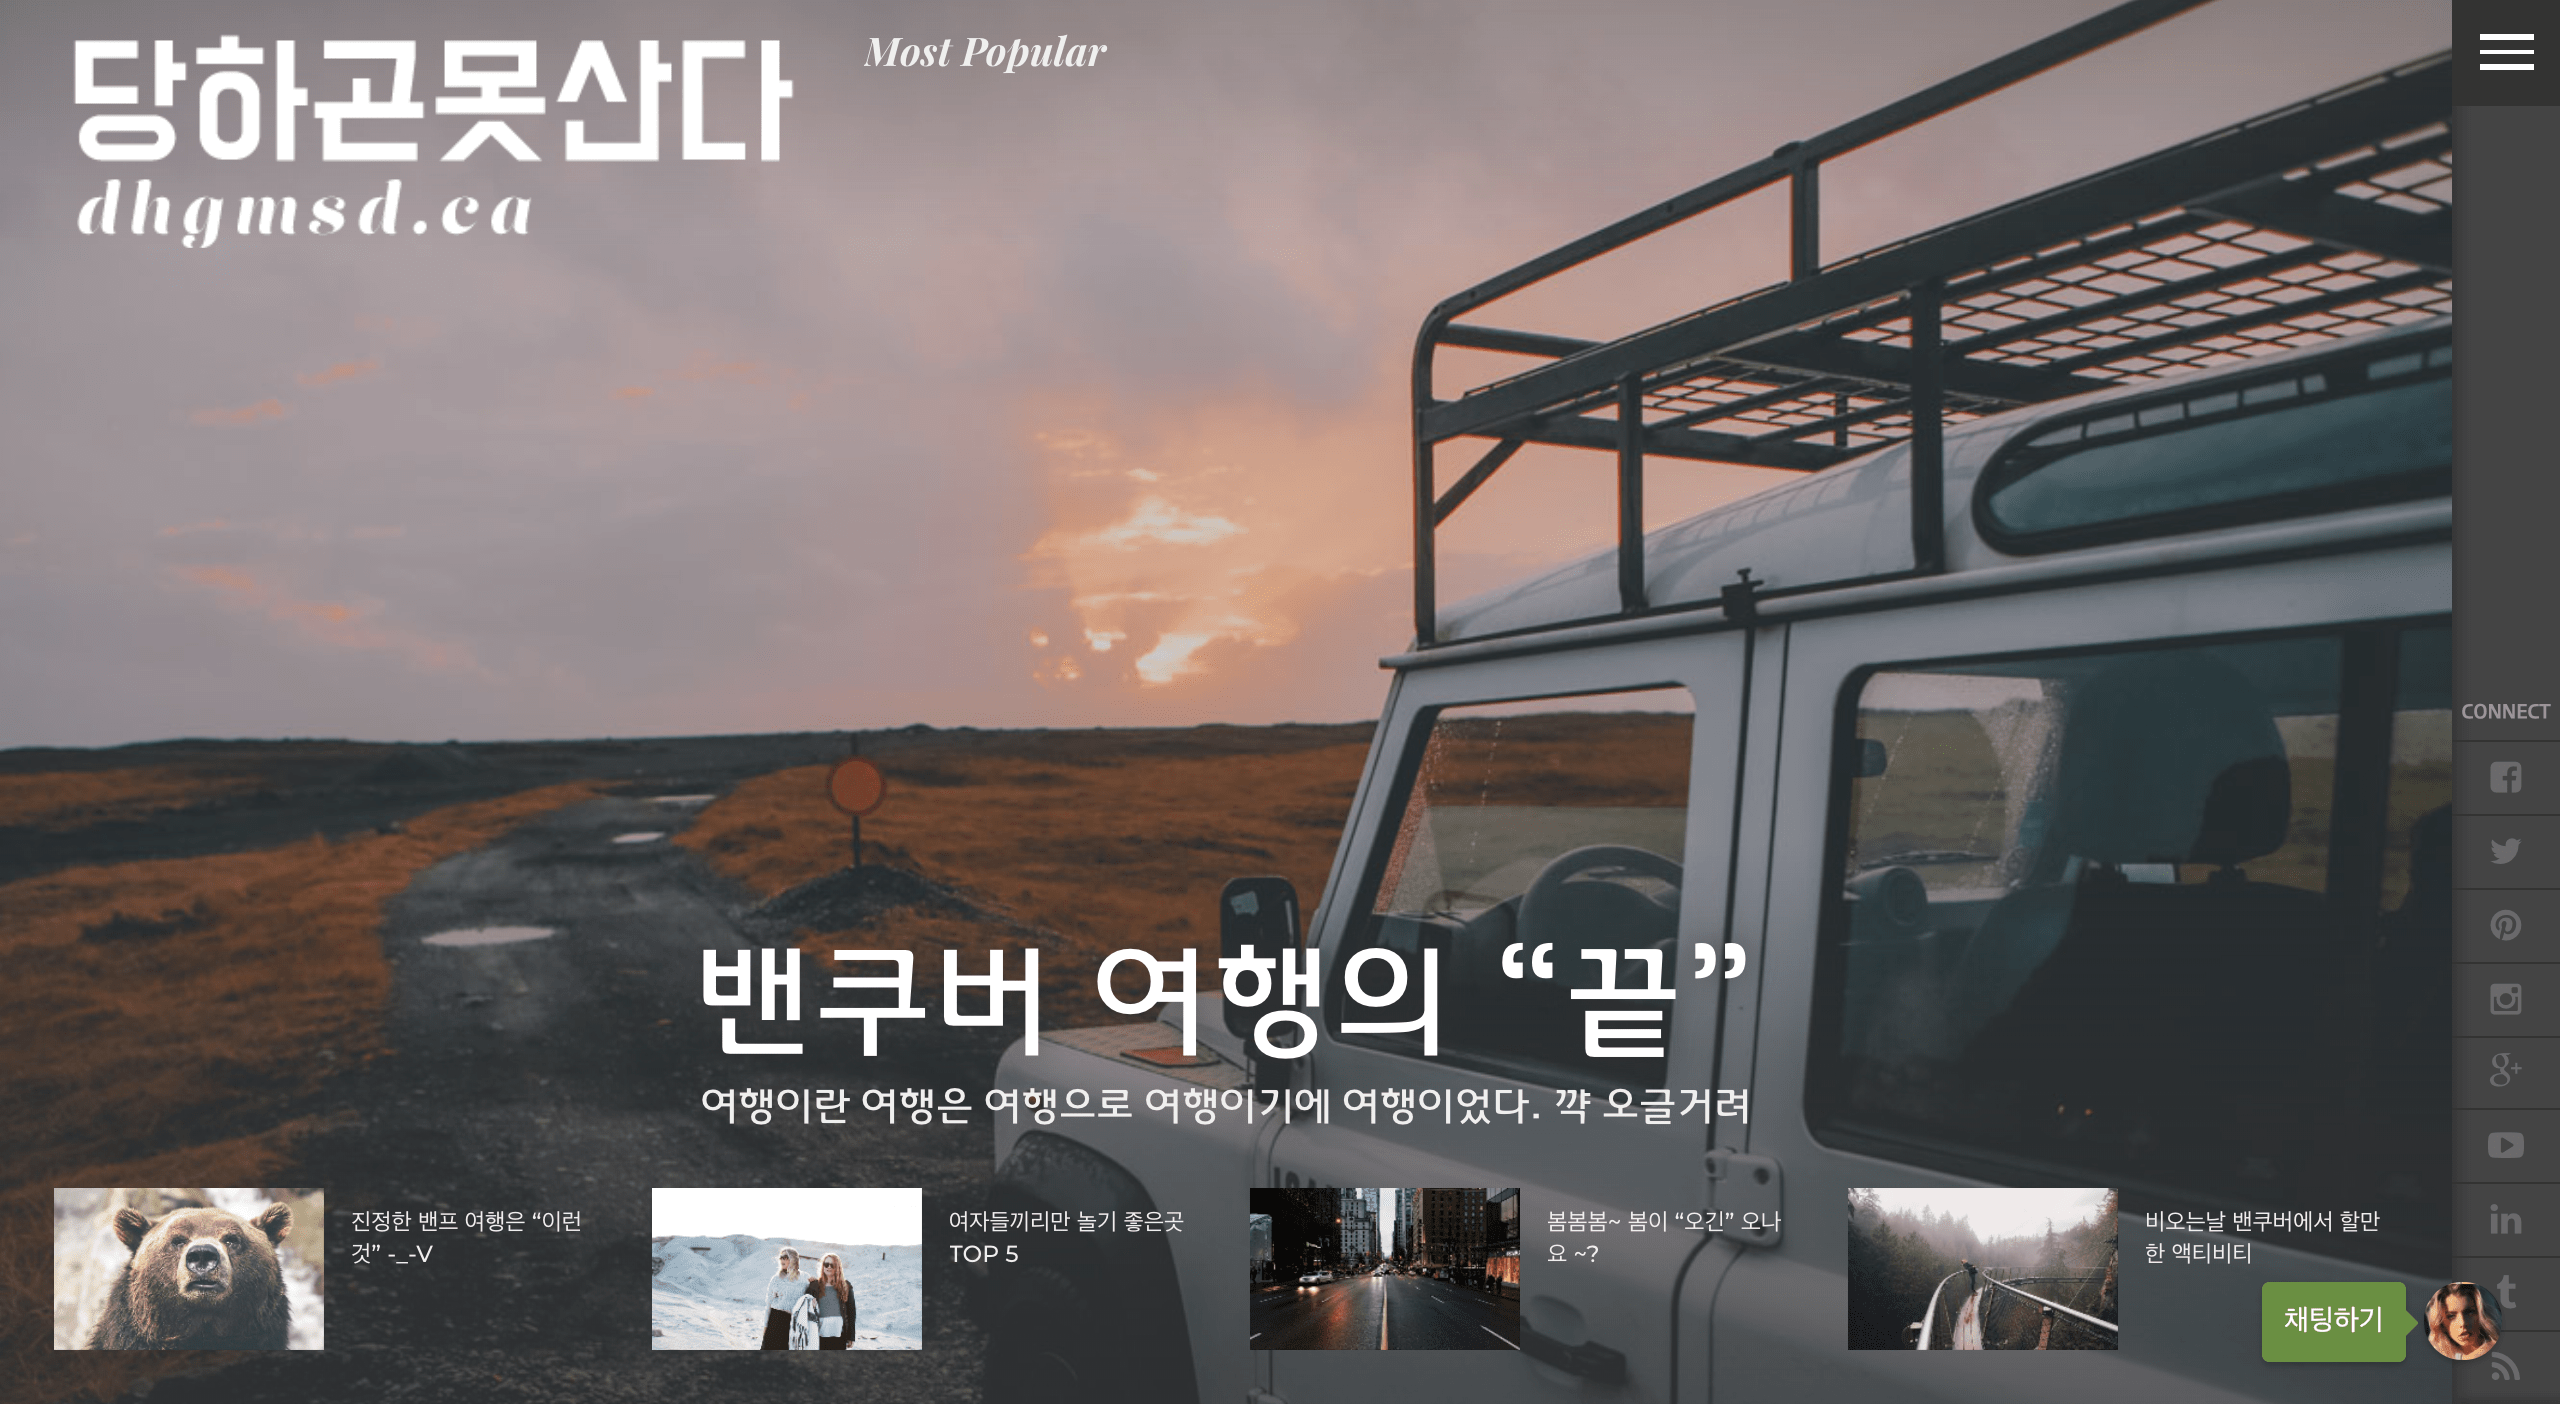 당하곤못산다
dhgmsd.ca
Most Popular
CONNECT
밴쿠버 여행의 “끝”
여행이란 여행은 여행으로 여행이기에 여행이었다. 꺅 오글거려
진정한 밴프 여행은 “이런
것” -_-V
여자들끼리만 놀기 좋은곳
TOP 5
봄봄봄~ 봄이 “오긴” 오나
요 ~?
비오는날 밴쿠버에서 할만
한 액티비티
채팅하기